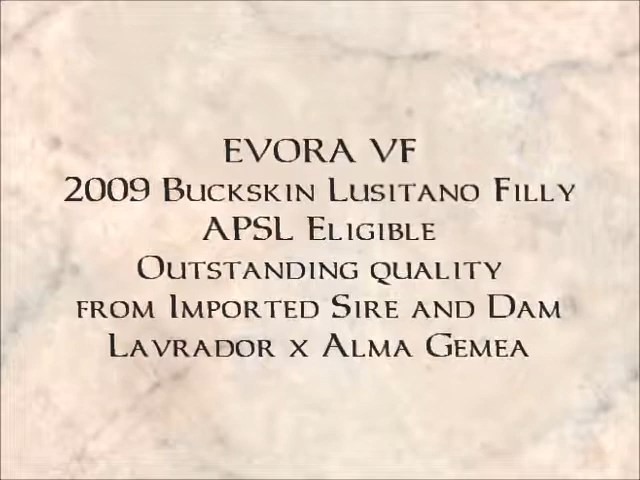 EVORA VF
2009 Buckskin Lusitano Filly
APSL Eligible
Outstanding quality
from Imported Sire and Dam
Lavrador x Alma Gemea